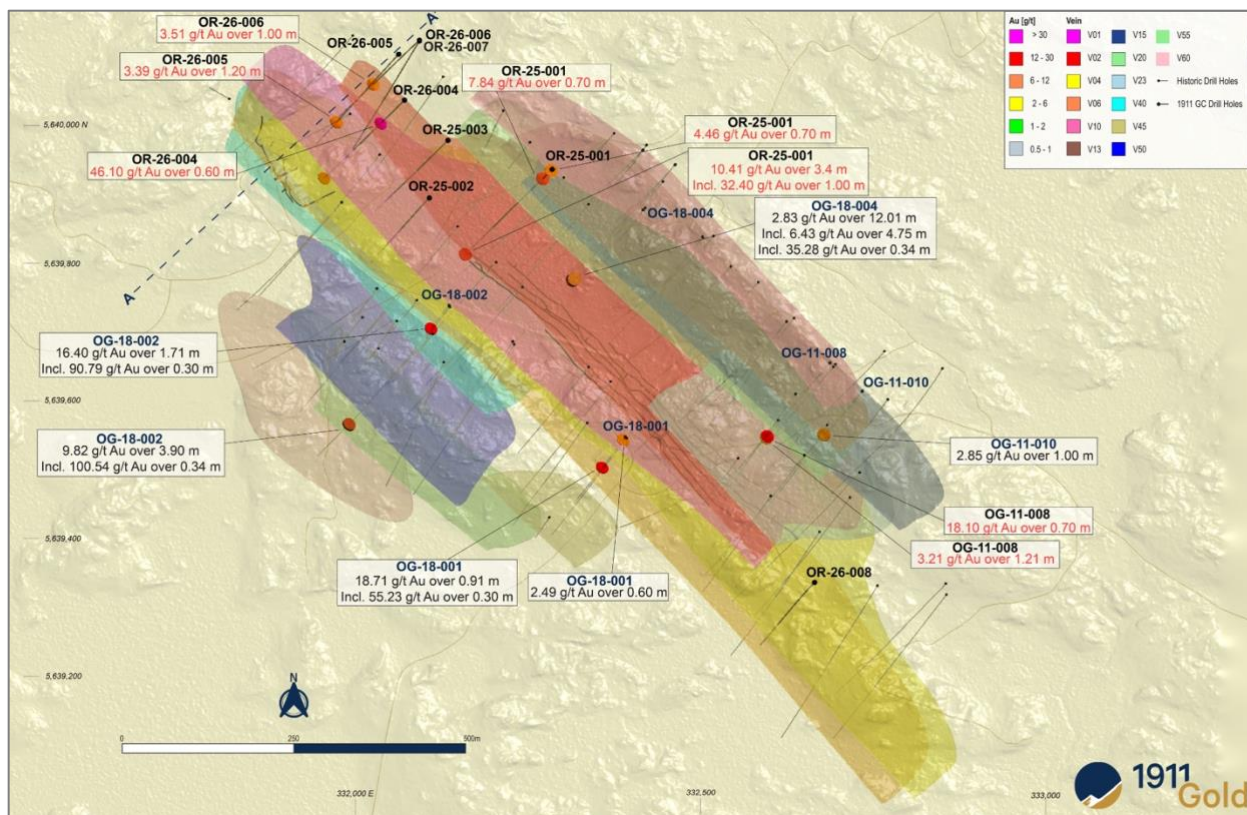 OR-26-006
3.51 g/t Au over 1.00 m
OR-26-005
3.39 g/t Au over 1.20 m
OR-26-004
46.10 g/t Au over 0.60 m
A'
OR-26-005
OR-26-006
OR-26-007
OR-26-004
OR-25-003
OR-25-002
OR-25-001
7.84 g/t Au over 0.70 m
OR-25-001
OR-25-001
4.46 g/t Au over 0.70 m
OR-25-001
10.41 g/t Au over 3.4 m
Incl. 32.40 g/t Au over 1.00 m
OG-18-004
OG-18-004
2.83 g/t Au over 12.01 m
Incl. 6.43 g/t Au over 4.75 m
Incl. 35.28 g/t Au over 0.34 m
A
OG-18-002
OG-18-002
16.40 g/t Au over 1.71 m
Incl. 90.79 g/t Au over 0.30 m
OG-18-002
9.82 g/t Au over 3.90 m
Incl. 100.54 g/t Au over 0.34 m
OG-18-001
OG-18-001
18.71 g/t Au over 0.91 m
Incl. 55.23 g/t Au over 0.30 m
OG-18-001
2.49 g/t Au over 0.60 m
OG-11-008
OG-11-010
OG-11-010
2.85 g/t Au over 1.00 m
OG-11-008
18.10 g/t Au over 0.70 m
OG-11-008
3.21 g/t Au over 1.21 m
OR-26-008
5,640,000 N
5,639,800
5,639,600
5,639,400
5,639,200
332,000 E
332,500
333,000
N
0
250
500m
Au [g/t]
> 30
12 - 30
6 - 12
2 - 6
1 - 2
0.5 - 1
Vein
V01
V02
V04
V06
V10
V13
V15
V20
V23
V40
V45
V50
V55
V60
Historic Drill Holes
1911 GC Drill Holes
1911
Gold